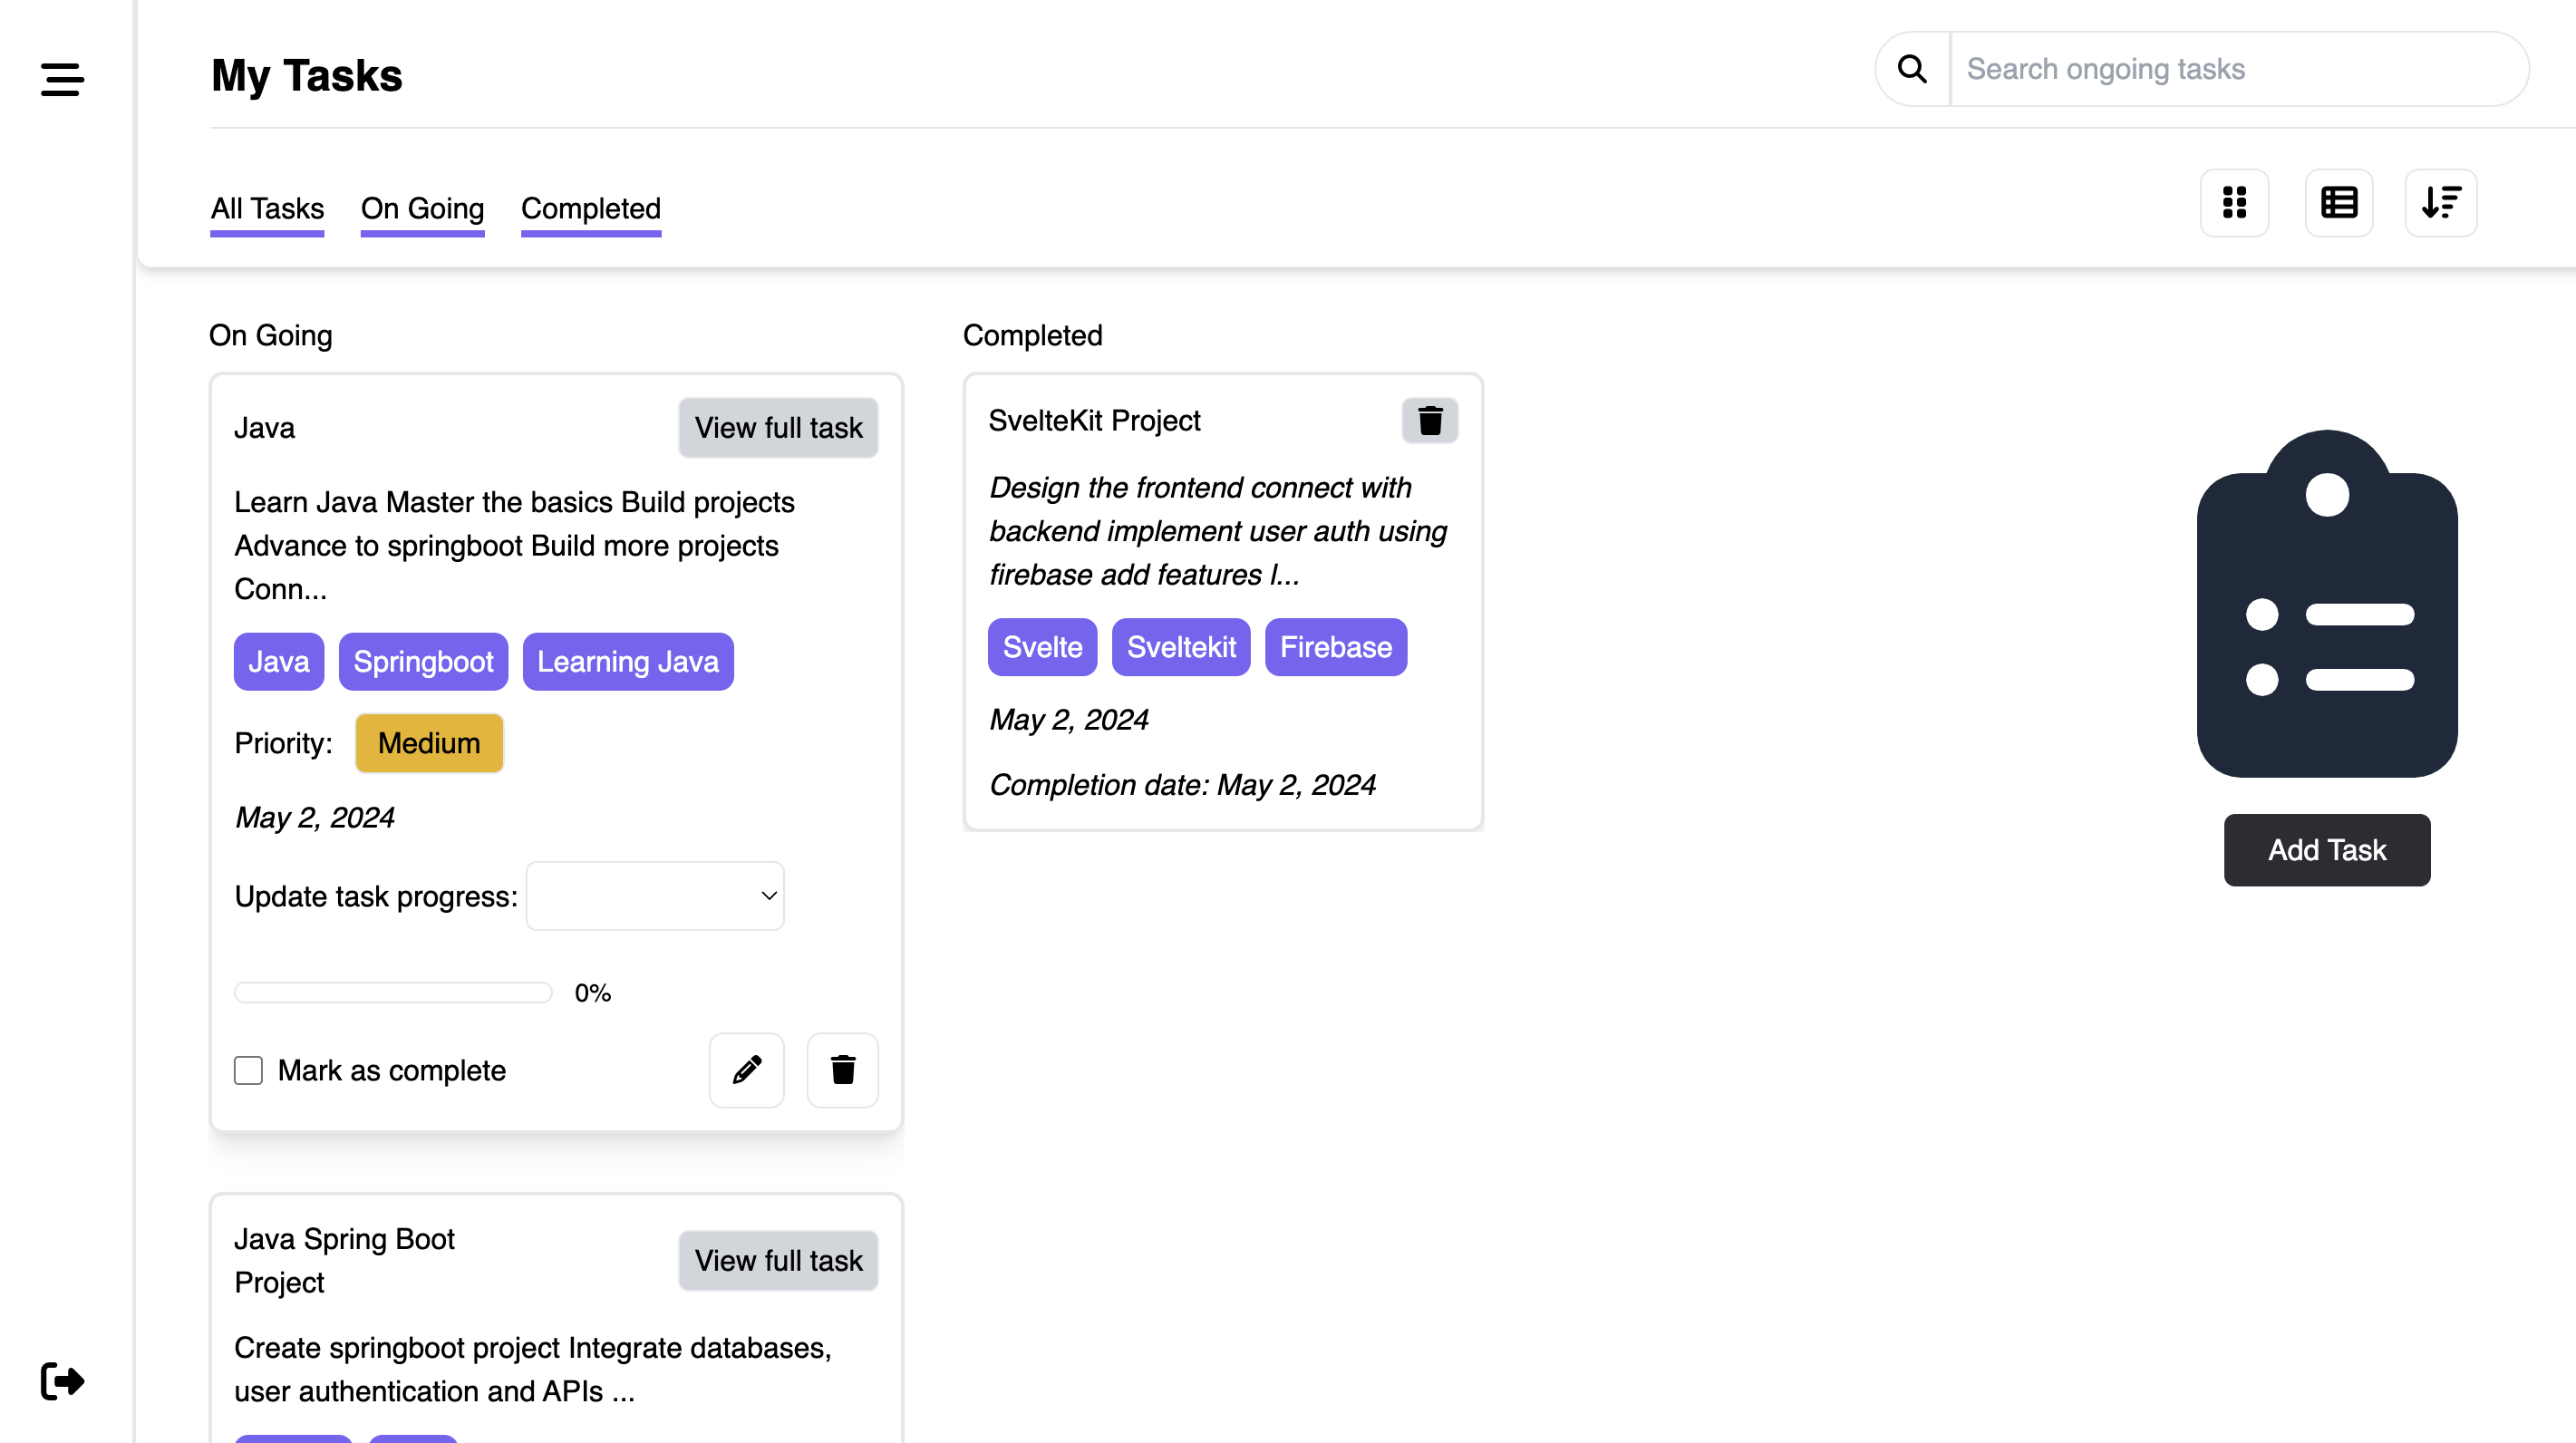 My Tasks
Search ongoing tasks
All Tasks
On Going
Completed
On Going
Java
View full task
Learn Java Master the basics Build projects
Advance to springboot Build more projects
Conn...
Java
Springboot
Learning Java
Priority:
Medium
May 2, 2024
Update task progress:
0%
Mark as complete
Java Spring Boot
Project
View full task
Create springboot project Integrate databases,
user authentication and APIs ...
Completed
SvelteKit Project
Design the frontend connect with
backend implement user auth using
firebase add features l...
Svelte
Sveltekit
Firebase
May 2, 2024
Completion date: May 2, 2024
Add Task